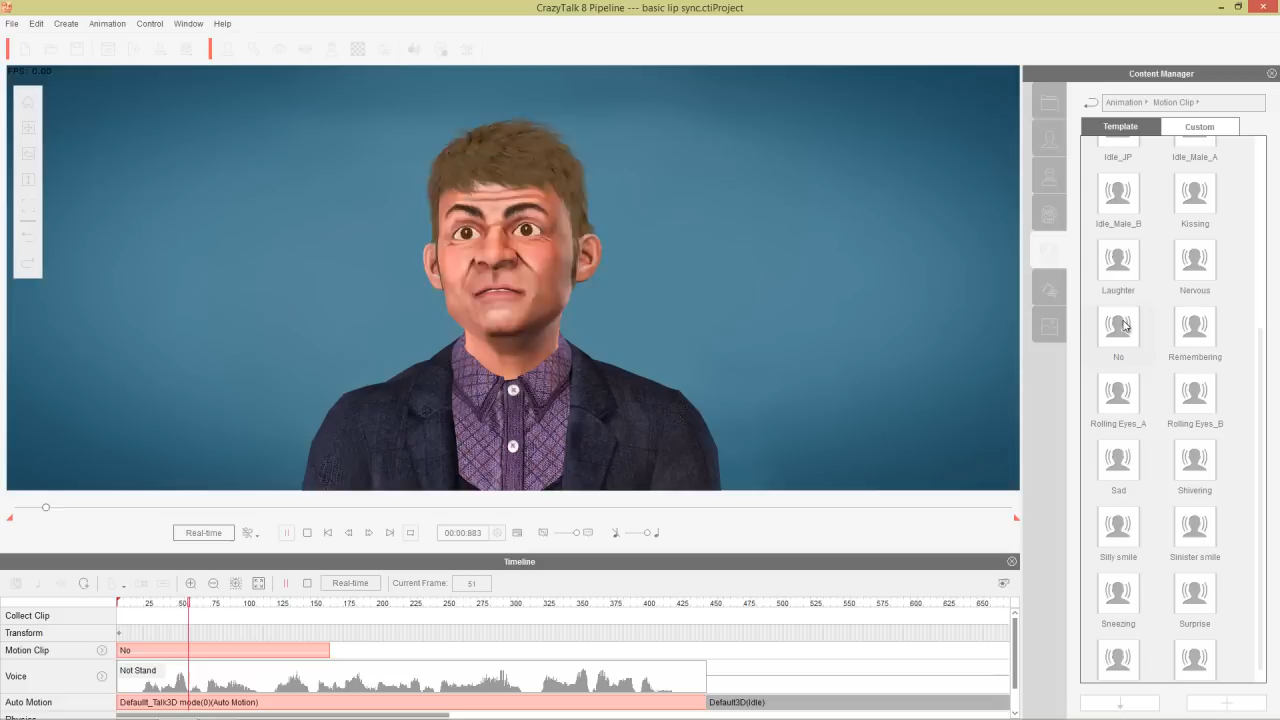 CrazyTalk 8 Pipeline --- basic lip sync.ctiProject
File Edit Create Animation Control Window Help
FPS: 0.00
Content Manager
Animation Motion Clip
Template Custom
Idle_JP Idle_Male_A
Idle_Male_B Kissing
Laughter Nervous
No Remembering
Rolling Eyes_A Rolling Eyes_B
Sad Shivering
Silly smile Sinister smile
Sneezing Surprise
Real-time 00:00:883
Timeline
Real-time Current Frame: 51
25 50 75 100 125 150 175 200 225 250 275 300 325 350 375 400 425 450 475 500 525 550 575 600 625 650
Collect Clip
Transform
Motion Clip No
Voice Not Stand
Auto Motion Default_Talk3D mode(0)(Auto Motion) Default3D(Idle)
Physics